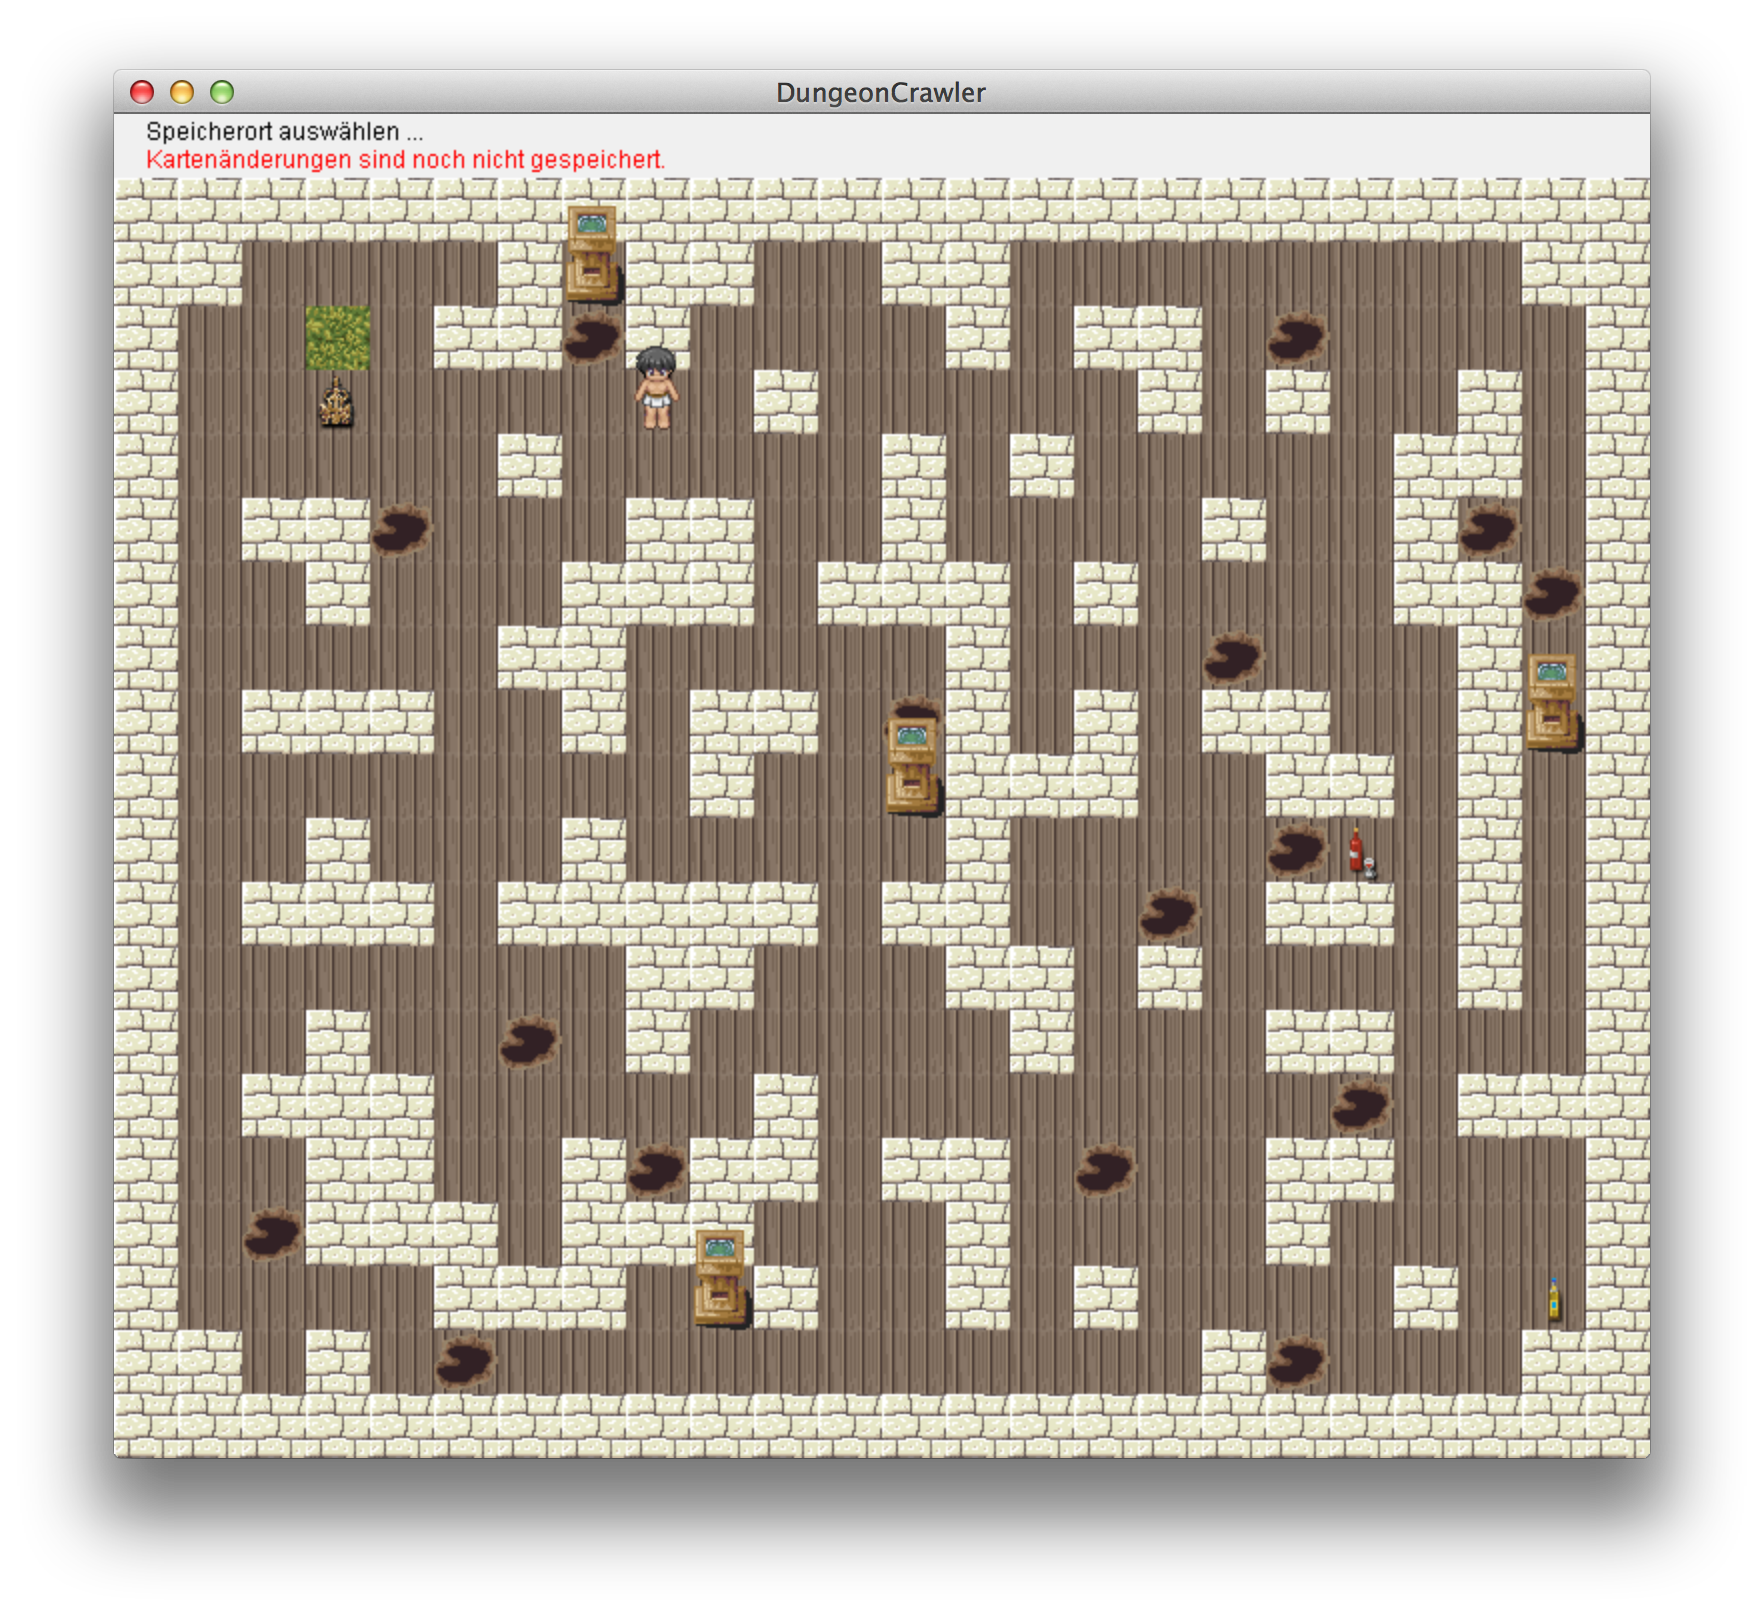 DungeonCrawler
Speicherort auswählen ...
Kartenänderungen sind noch nicht gespeichert.